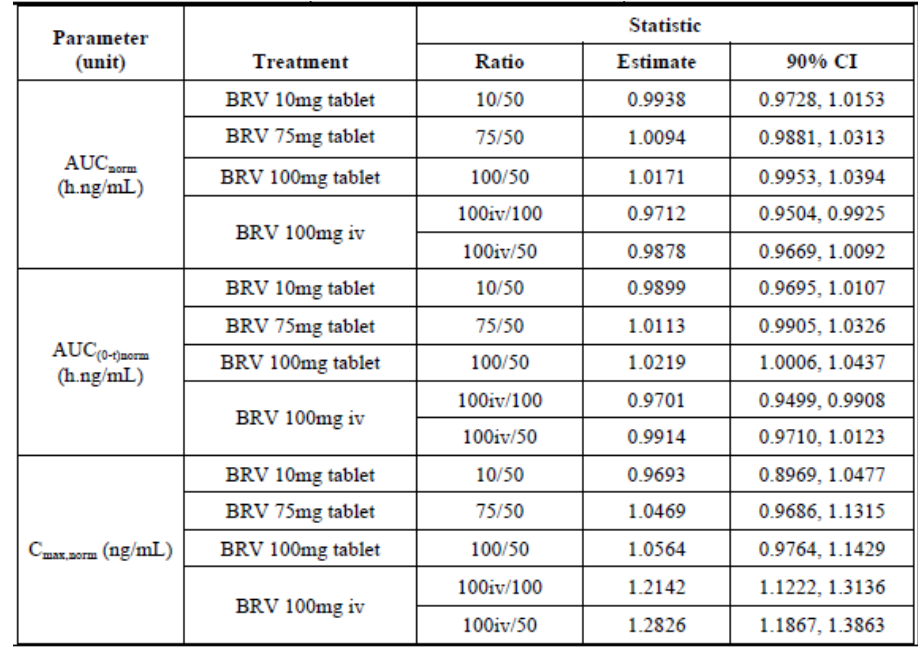 Parameter (unit) Treatment Statistic
Ratio Estimate 90% CI
AUCnorm (h.ng/mL) BRV 10mg tablet 10/50 0.9938 0.9728, 1.0153
BRV 75mg tablet 75/50 1.0094 0.9881, 1.0313
BRV 100mg tablet 100/50 1.0171 0.9953, 1.0394
BRV 100mg iv 100iv/100 0.9712 0.9504, 0.9925
100iv/50 0.9878 0.9669, 1.0092
AUC(0-t)norm (h.ng/mL) BRV 10mg tablet 10/50 0.9899 0.9695, 1.0107
BRV 75mg tablet 75/50 1.0113 0.9905, 1.0326
BRV 100mg tablet 100/50 1.0219 1.0006, 1.0437
BRV 100mg iv 100iv/100 0.9701 0.9499, 0.9908
100iv/50 0.9914 0.9710, 1.0123
Cmax,norm (ng/mL) BRV 10mg tablet 10/50 0.9693 0.8969, 1.0477
BRV 75mg tablet 75/50 1.0469 0.9686, 1.1315
BRV 100mg tablet 100/50 1.0564 0.9764, 1.1429
BRV 100mg iv 100iv/100 1.2142 1.1222, 1.3136
100iv/50 1.2826 1.1867, 1.3863